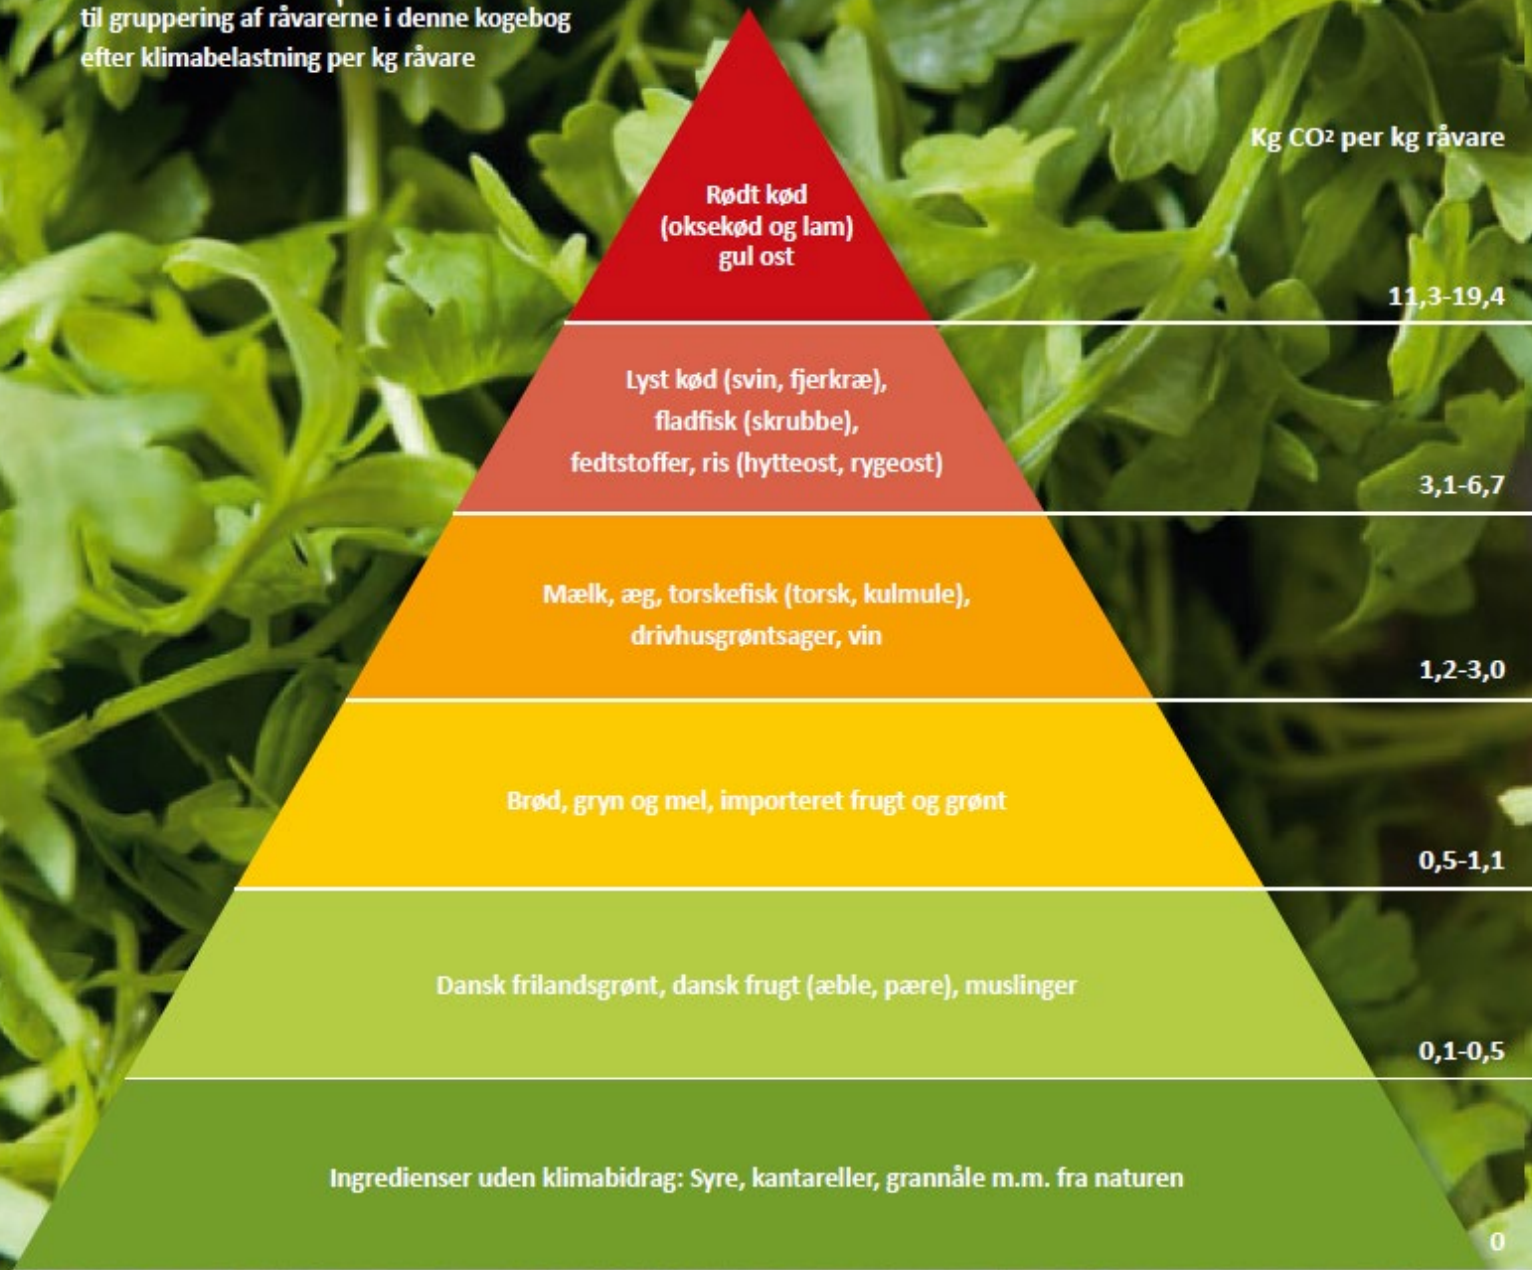 til gruppering af råvarerne i denne kogebog
efter klimabelastning per kg råvare
Kg CO2 per kg råvare
Rødt kød
(oksekød og lam)
gul ost
11,3-19,4
Lyst kød (svin, fjerkræ),
fladfisk (skrubbe),
fedtstoffer, ris (hytteost, rygeost)
3,1-6,7
Mælk, æg, torskefisk (torsk, kulmule),
drivhusgrøntsager, vin
1,2-3,0
Brød, gryn og mel, importeret frugt og grønt
0,5-1,1
Dansk frilandsgrønt, dansk frugt (æble, pære), muslinger
0,1-0,5
Ingredienser uden klimabidrag: Syre, kantareller, grannåle m.m. fra naturen
0